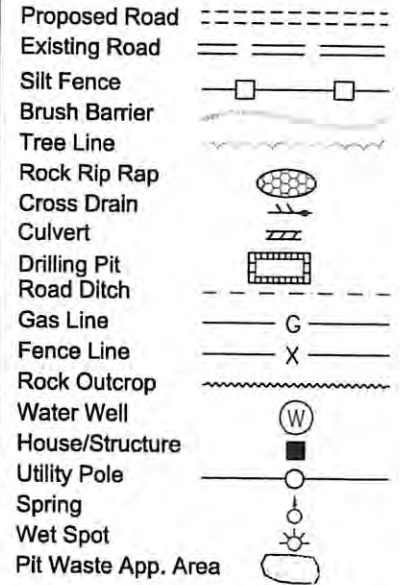 Proposed Road
Existing Road
Silt Fence
Brush Barrier
Tree Line
Rock Rip Rap
Cross Drain
Culvert
Drilling Pit
Road Ditch
Gas Line G
Fence Line X
Rock Outcrop
Water Well W
House/Structure
Utility Pole
Spring
Wet Spot
Pit Waste App. Area